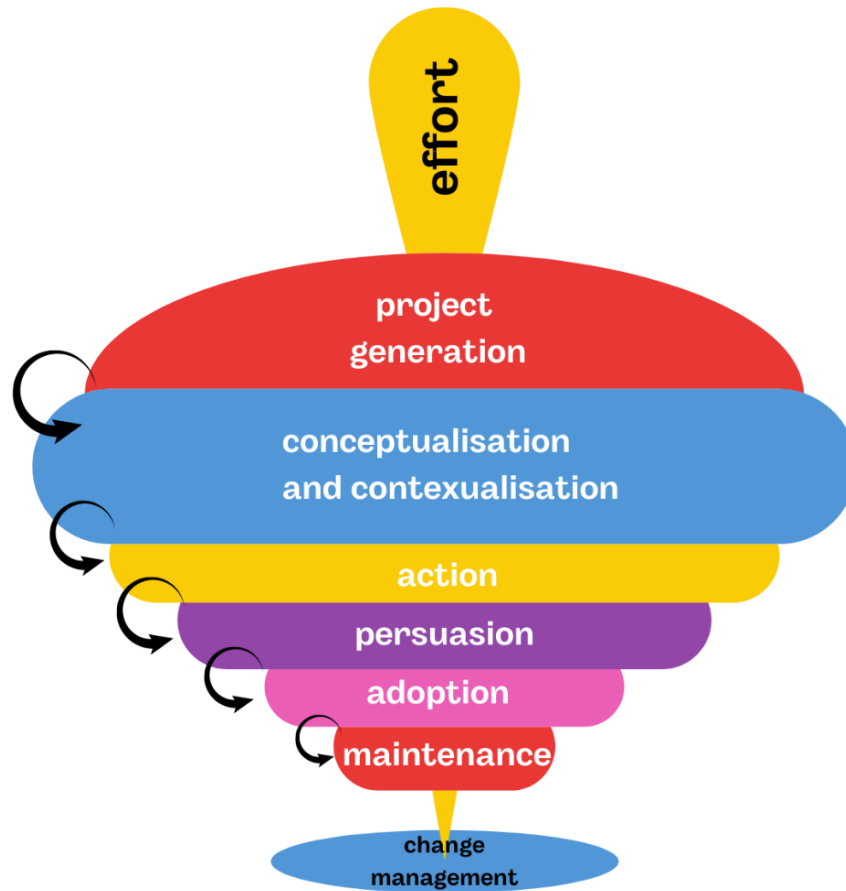 effort
project
generation
conceptualisation
and contexualisation
action
persuasion
adoption
maintenance
change
management